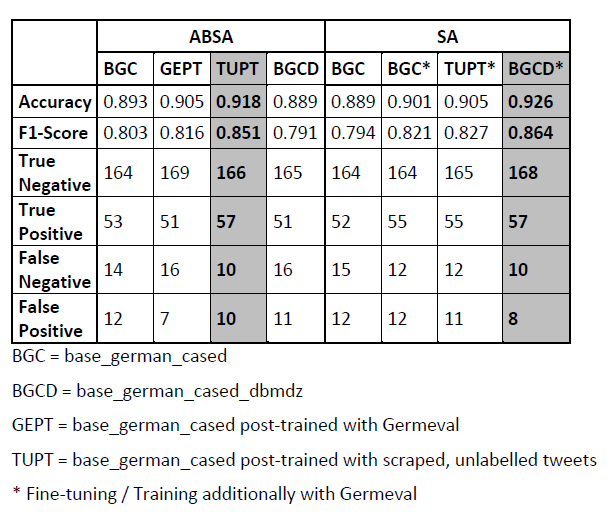 ABSA SA
BGC GEPT TUPT BGCD BGC BGC* TUPT* BGCD*
Accuracy 0.893 0.905 0.918 0.889 0.889 0.901 0.905 0.926
F1-Score 0.803 0.816 0.851 0.791 0.794 0.821 0.827 0.864
True
Negative 164 169 166 165 164 164 165 168
True
Positive 53 51 57 51 52 55 55 57
False
Negative 14 16 10 16 15 12 12 10
False
Positive 12 7 10 11 12 12 11 8
BGC = base_german_cased
BGCD = base_german_cased_dbmdz
GEPT = base_german_cased post-trained with Germeval
TUPT = base_german_cased post-trained with scraped, unlabelled tweets
* Fine-tuning / Training additionally with Germeval